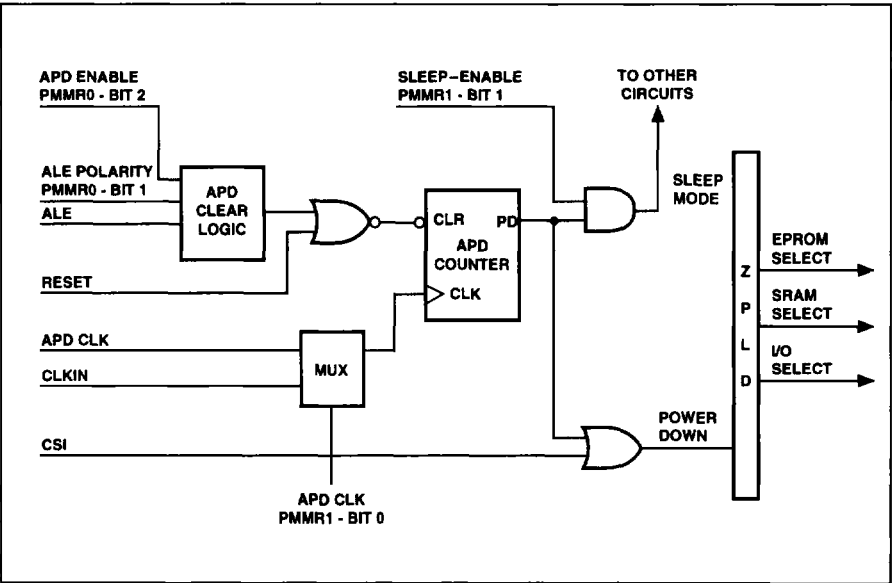 APD ENABLE
PMMR0 - BIT 2
SLEEP-ENABLE
PMMR1 - BIT 1
TO OTHER
CIRCUITS
ALE POLARITY
PMMR0 - BIT 1
ALE
APD
CLEAR
LOGIC
CLR
PD
APD
COUNTER
CLK
SLEEP
MODE
RESET
APD CLK
CLKIN
MUX
CSI
APD CLK
PMMR1 - BIT 0
POWER
DOWN
Z
P
L
D
EPROM
SELECT
SRAM
SELECT
I/O
SELECT